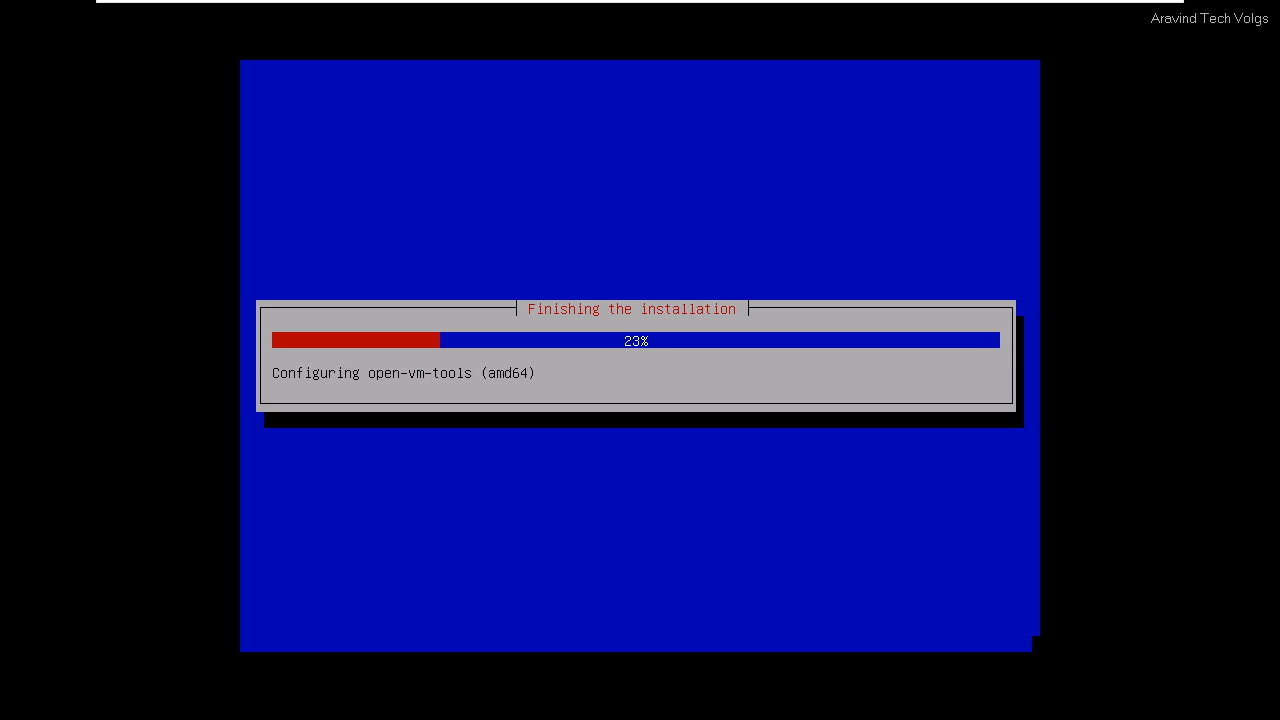 Aravind Tech Volgs
Finishing the installation
23%
Configuring open-vm-tools (amd64)